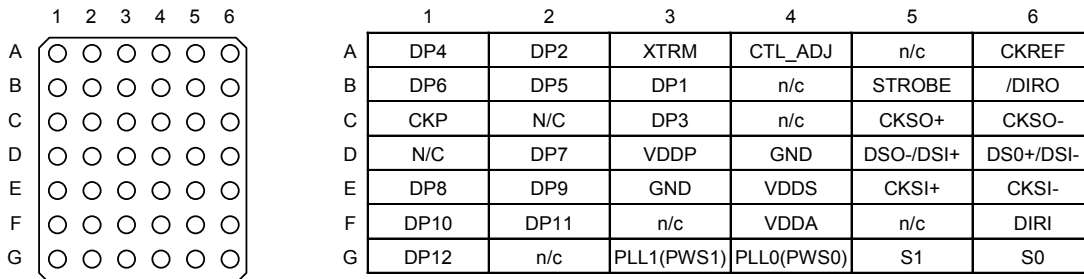 1 2 3 4 5 6 1 2 3 4 5 6
A A DP4 DP2 XTRM CTL_ADJ n/c CKREF
B B DP6 DP5 DP1 n/c STROBE /DIRO
C C CKP N/C DP3 n/c CKSO+ CKSO-
D D N/C DP7 VDDP GND DSO-/DSI+ DS0+/DSI-
E E DP8 DP9 GND VDDS CKSI+ CKSI-
F F DP10 DP11 n/c VDDA n/c DIRI
G G DP12 n/c PLL1(PWS1) PLL0(PWS0) S1 S0